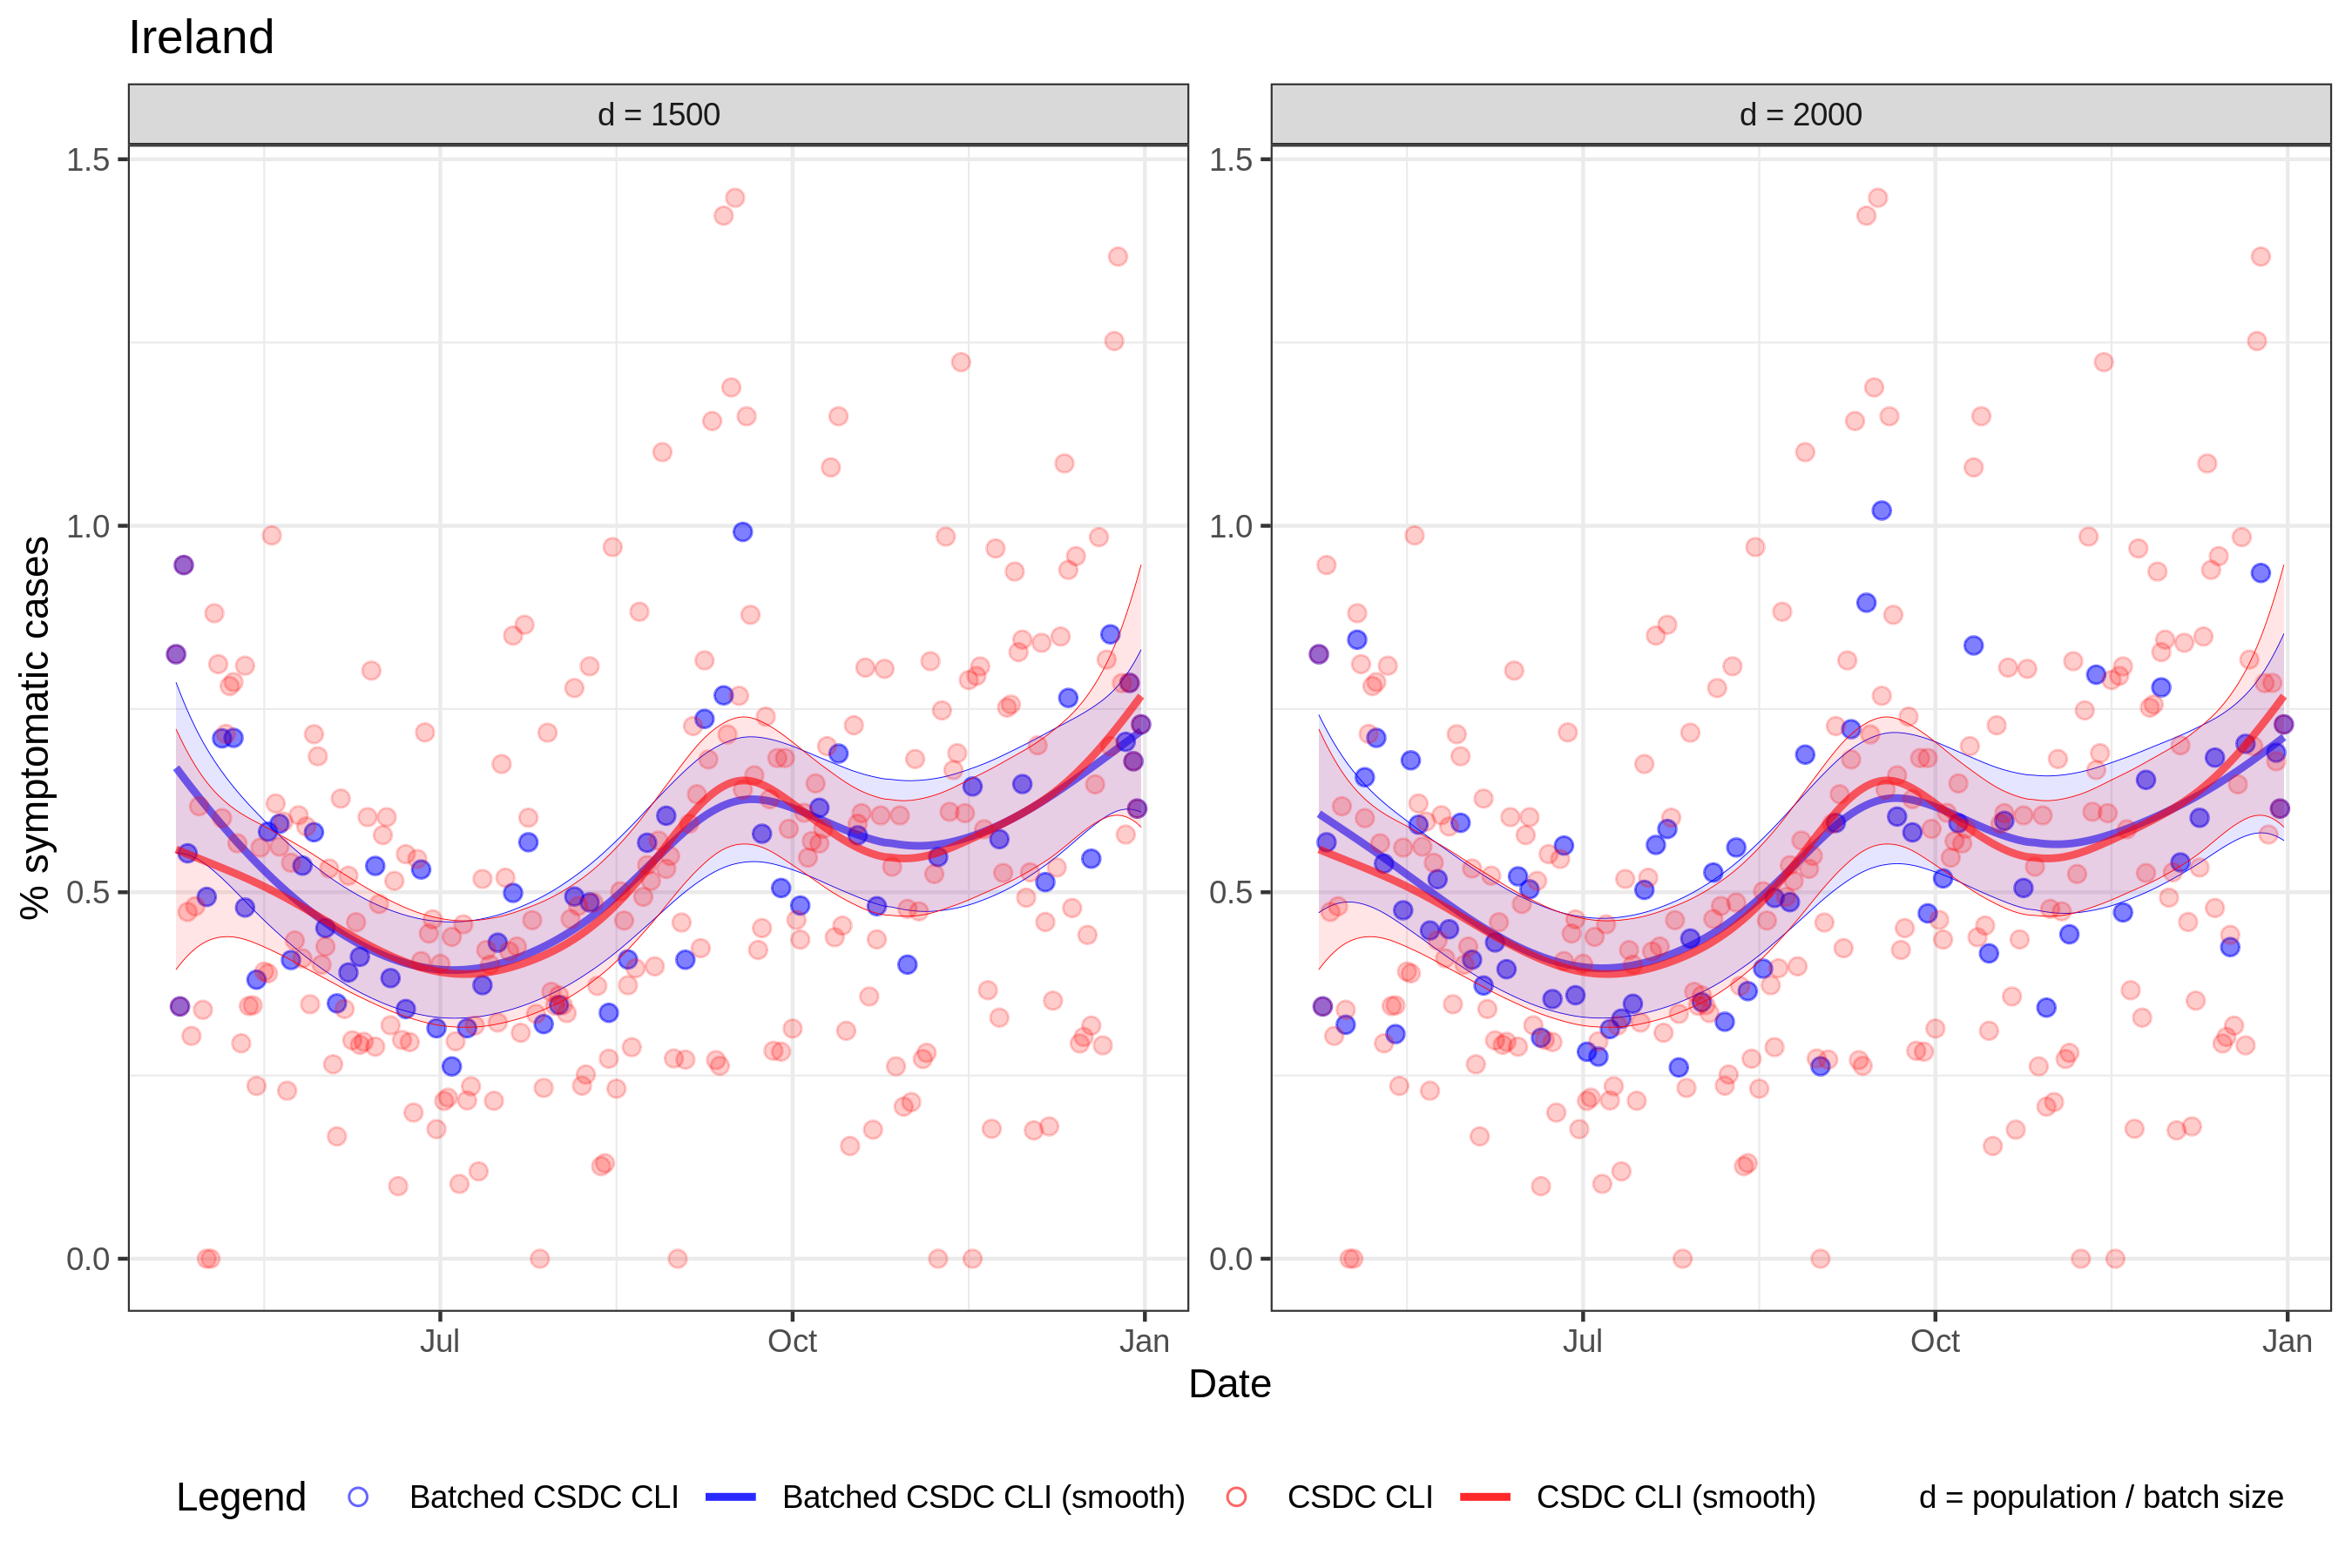 Ireland
d = 1500
d = 2000
% symptomatic cases
1.5
1.0
0.5
0.0
1.5
1.0
0.5
0.0
Jul Oct Jan
Jul Oct Jan
Date
Legend Batched CSDC CLI Batched CSDC CLI (smooth) CSDC CLI CSDC CLI (smooth) d = population / batch size